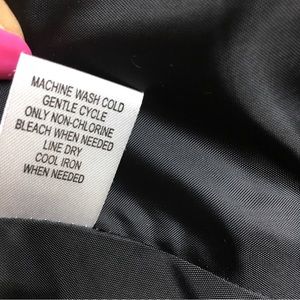 MACHINE WASH COLD
GENTLE CYCLE
ONLY NON-CHLORINE
BLEACH WHEN NEEDED
LINE DRY
COOL IRON
WHEN NEEDED